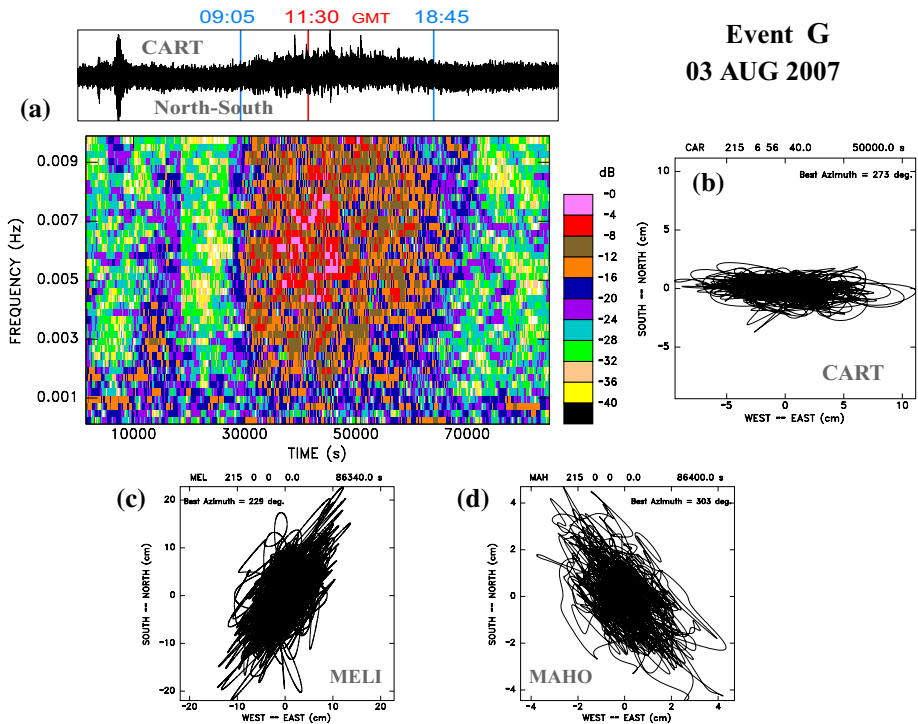 09:05 11:30 GMT 18:45
Event G
03 AUG 2007
CART
North-South
(a)
0.009
0.007
0.005
0.003
0.001
FREQUENCY (Hz)
10000 30000 50000 70000
TIME (s)
dB
-0
-4
-8
-12
-16
-20
-24
-28
-32
-36
-40
CAR 215 6 56 40.0 50000.0 s
(b)
Best Azimuth = 273 deg.
10
5
0
-5
SOUTH -- NORTH (cm)
CART
-5 0 5 10
WEST -- EAST (cm)
MEL 215 0 0 0.0 86340.0 s
(c)
Best Azimuth = 229 deg.
20
10
0
-10
-20
SOUTH -- NORTH (cm)
MELI
-20 -10 0 10 20
WEST -- EAST (cm)
MAH 215 0 0 0.0 86400.0 s
(d)
Best Azimuth = 303 deg.
4
2
0
-2
-4
SOUTH -- NORTH (cm)
MAHO
-4 -2 0 2 4
WEST -- EAST (cm)